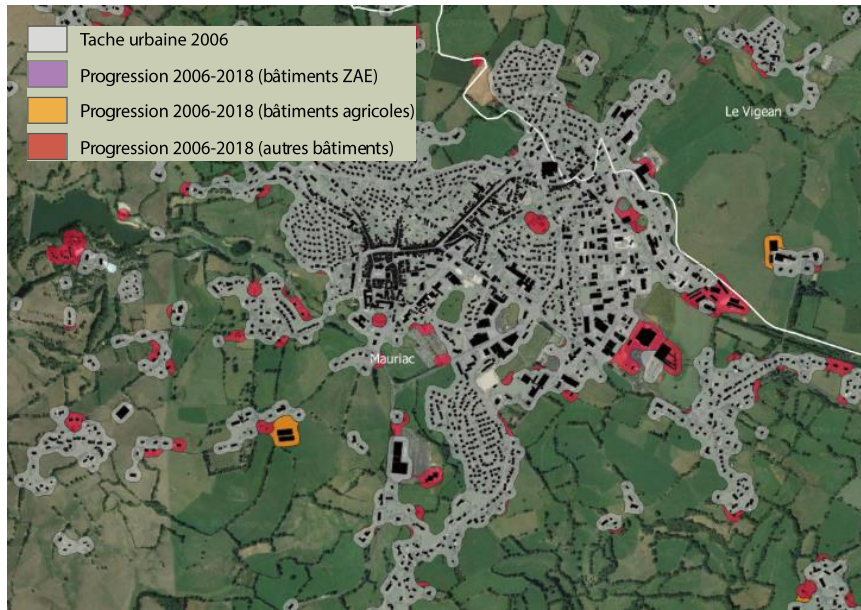 Tache urbaine 2006
Progression 2006-2018 (bâtiments ZAE)
Progression 2006-2018 (bâtiments agricoles)
Progression 2006-2018 (autres bâtiments)
Le Vigean
Mauriac